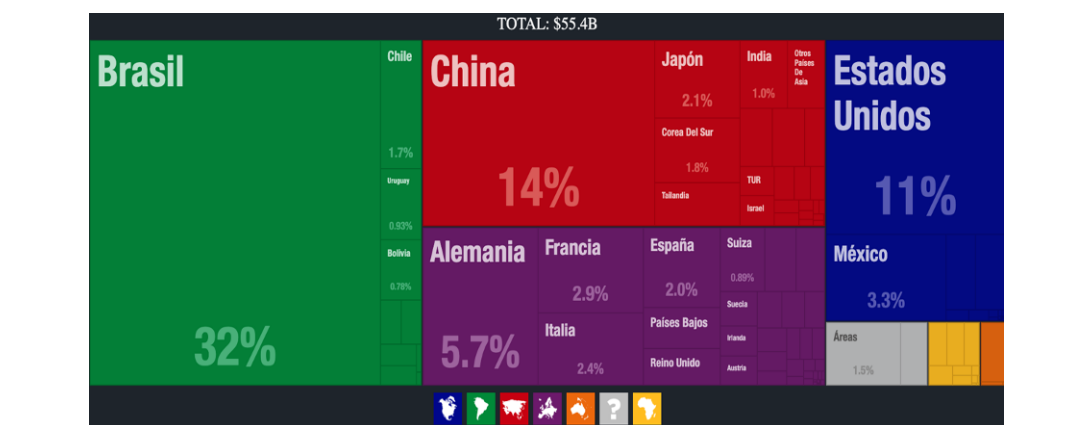 TOTAL: $55.4B
Brasil
32%
Chile
1.7%
Uruguay
0.93%
Bolivia
0.78%
China
14%
Japón
2.1%
Corea Del Sur
1.8%
Tailandia
India
1.0%
Otros
Países
De
Asia
TUR
Israel
Alemania
5.7%
Francia
2.9%
Italia
2.4%
España
2.0%
Países Bajos
Reino Unido
Suiza
0.89%
Suecia
Irlanda
Austria
Estados
Unidos
11%
México
3.3%
Áreas
1.5%
?